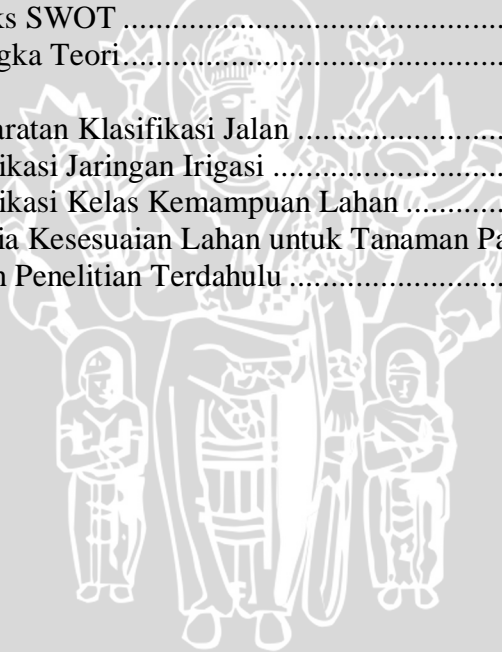 ks SWOT ....................................
gka Teori....................................
aratan Klasifikasi Jalan ....................
ikasi Jaringan Irigasi .......................
ikasi Kelas Kemampuan Lahan ............
ia Kesesuaian Lahan untuk Tanaman Pa
n Penelitian Terdahulu .....................